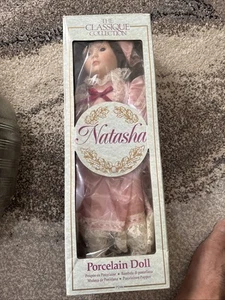 THE
CLASSIQUE
COLLECTION
Natasha
Porcelain Doll